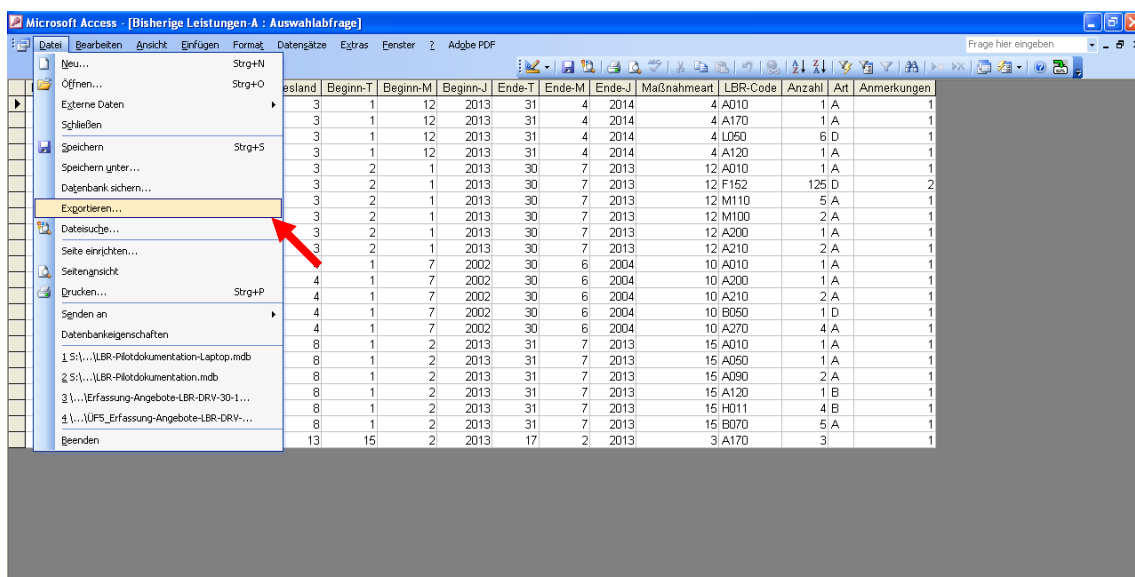 Microsoft Access - [Bisherige Leistungen-A : Auswahlabfrage]
Datei Bearbeiten Ansicht Einfügen Format Datensätze Extras Fenster ? Adobe PDF Frage hier eingeben
Neu... Strg+N
Öffnen... Strg+O
Externe Daten
Schließen
Speichern Strg+S
Speichern unter...
Datenbank sichern...
Exportieren...
Dateisuche...
Seite einrichten...
Seitenansicht
Drucken... Strg+P
Senden an
Datenbankeigenschaften
1 S:\...\LBR-Pilotdokumentation-Laptop.mdb
2 S:\...\LBR-Pilotdokumentation.mdb
3 \...\Erfassung-Angebote-LBR-DRV-30-1...
4 \...\ÜF5_Erfassung-Angebote-LBR-DRV-...
Beenden
esland Beginn-T Beginn-M Beginn-J Ende-T Ende-M Ende-J Maßnahmeart LBR-Code Anzahl Art Anmerkungen
3 1 12 2013 31 4 2014 4 A010 1 A 1
3 1 12 2013 31 4 2014 4 A170 1 A 1
3 1 12 2013 31 4 2014 4 L050 6 D 1
3 1 12 2013 31 4 2014 4 A120 1 A 1
3 2 1 2013 30 7 2013 12 A010 1 A 1
3 2 1 2013 30 7 2013 12 F152 125 D 2
3 2 1 2013 30 7 2013 12 M110 5 A 1
3 2 1 2013 30 7 2013 12 M100 2 A 1
3 2 1 2013 30 7 2013 12 A200 1 A 1
3 2 1 2013 30 7 2013 12 A210 2 A 1
1 7 2002 30 6 2004 10 A010 1 A 1
4 1 7 2002 30 6 2004 10 A200 1 A 1
4 1 7 2002 30 6 2004 10 A210 2 A 1
4 1 7 2002 30 6 2004 10 B050 1 D 1
4 1 7 2002 30 6 2004 10 A270 4 A 1
8 1 2 2013 31 7 2013 15 A010 1 A 1
8 1 2 2013 31 7 2013 15 A050 1 A 1
8 1 2 2013 31 7 2013 15 A090 2 A 1
8 1 2 2013 31 7 2013 15 A120 1 B 1
8 1 2 2013 31 7 2013 15 H011 4 B 1
8 1 2 2013 31 7 2013 15 B070 5 A 1
13 15 2 2013 17 2 2013 3 A170 3 1